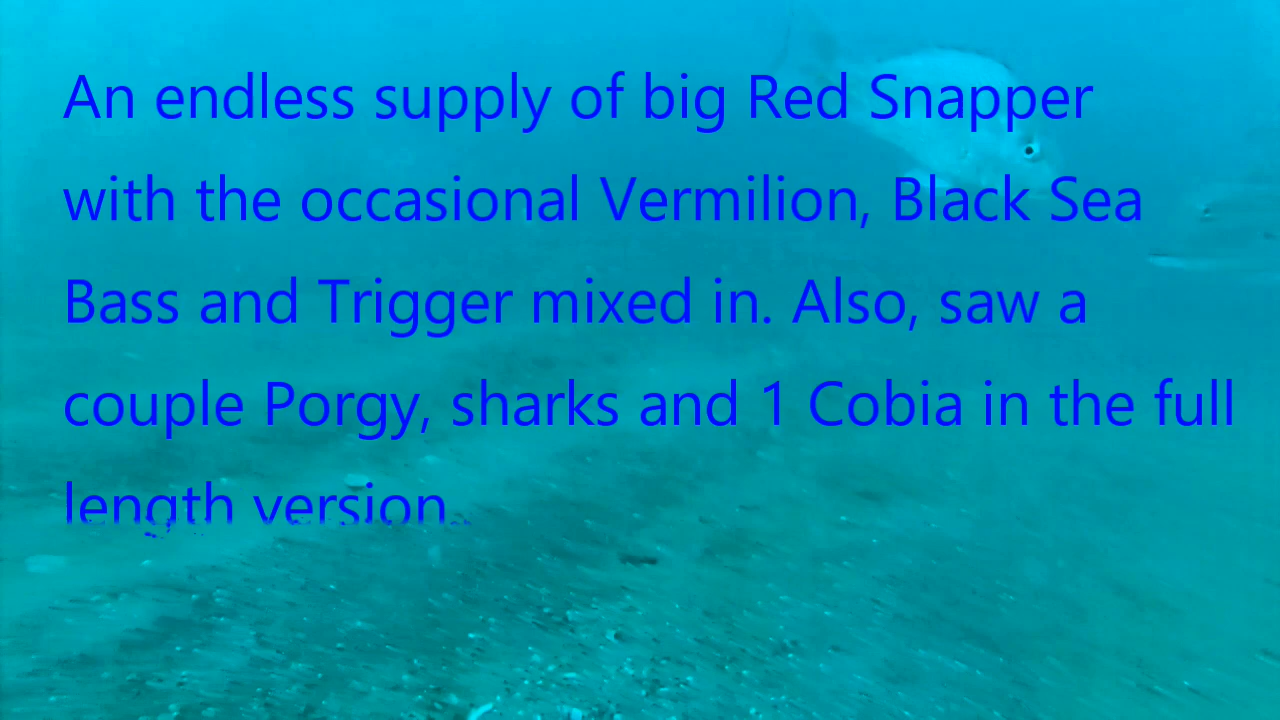 An endless supply of big Red Snapper
with the occasional Vermilion, Black Sea
Bass and Trigger mixed in. Also, saw a
couple Porgy, sharks and 1 Cobia in the full
length version.